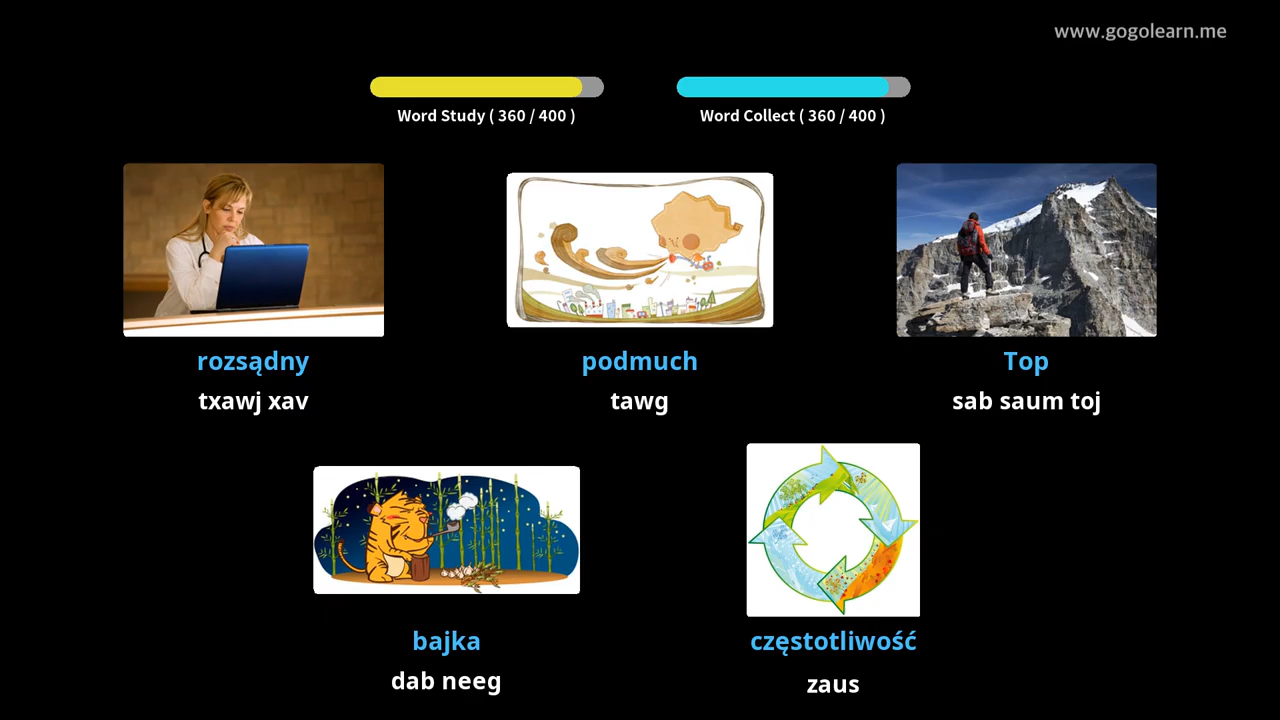 www.gogolearn.me
Word Study ( 360 / 400 )
Word Collect ( 360 / 400 )
rozsądny
txawj xav
podmuch
tawg
Top
sab saum toj
bajka
dab neeg
częstotliwość
zaus